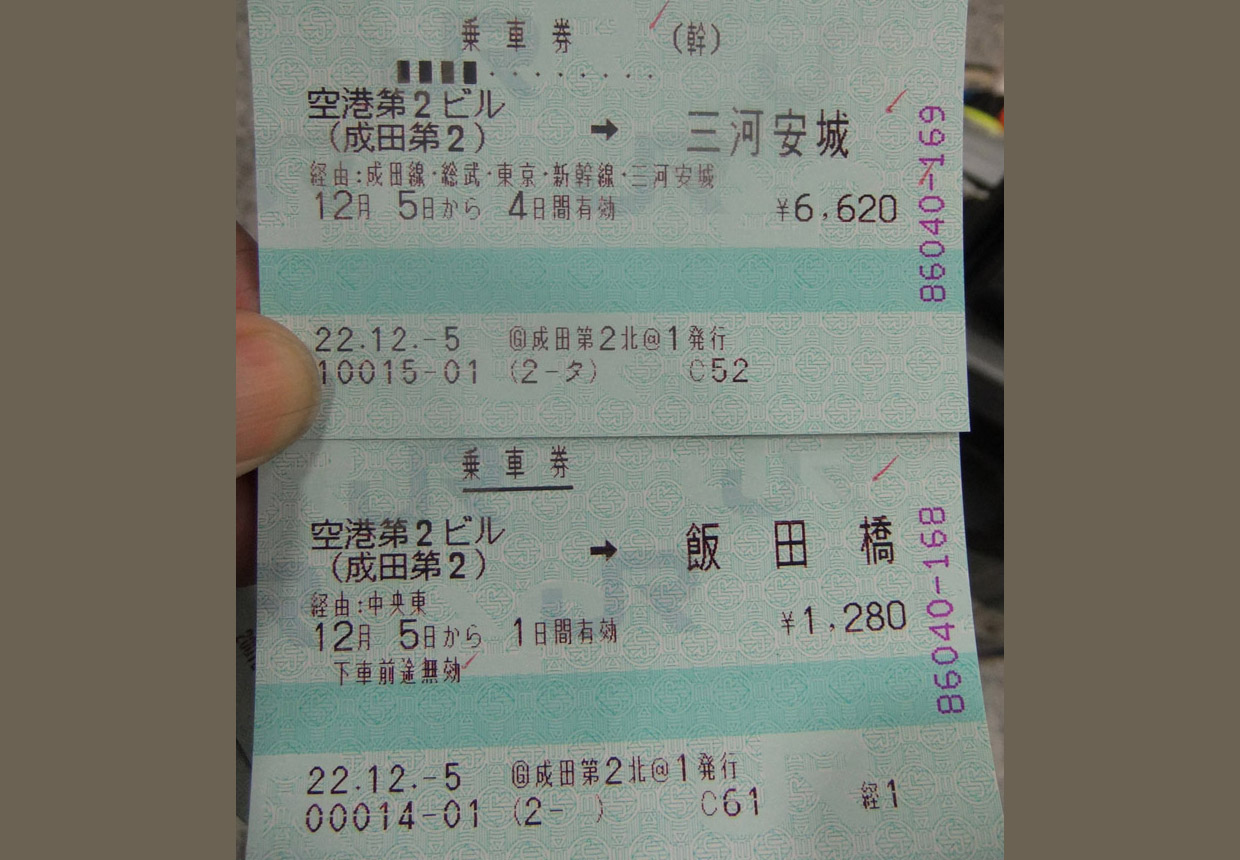 乗車券 (幹)
空港第2ビル
(成田第2) → 三河安城
経由:成田線・総武・東京・新幹線・三河安城
12月 5日から 4日間有効 ¥6,620
86040-169
22.12.-5 Ⓖ成田第2北@1発行
10015-01 (2-タ) C52
乗車券
空港第2ビル
(成田第2) → 飯田橋
経由:中央東
12月 5日から 1日間有効 ¥1,280
下車前途無効
86040-168
22.12.-5 Ⓖ成田第2北@1発行
00014-01 (2- ) C61 経1